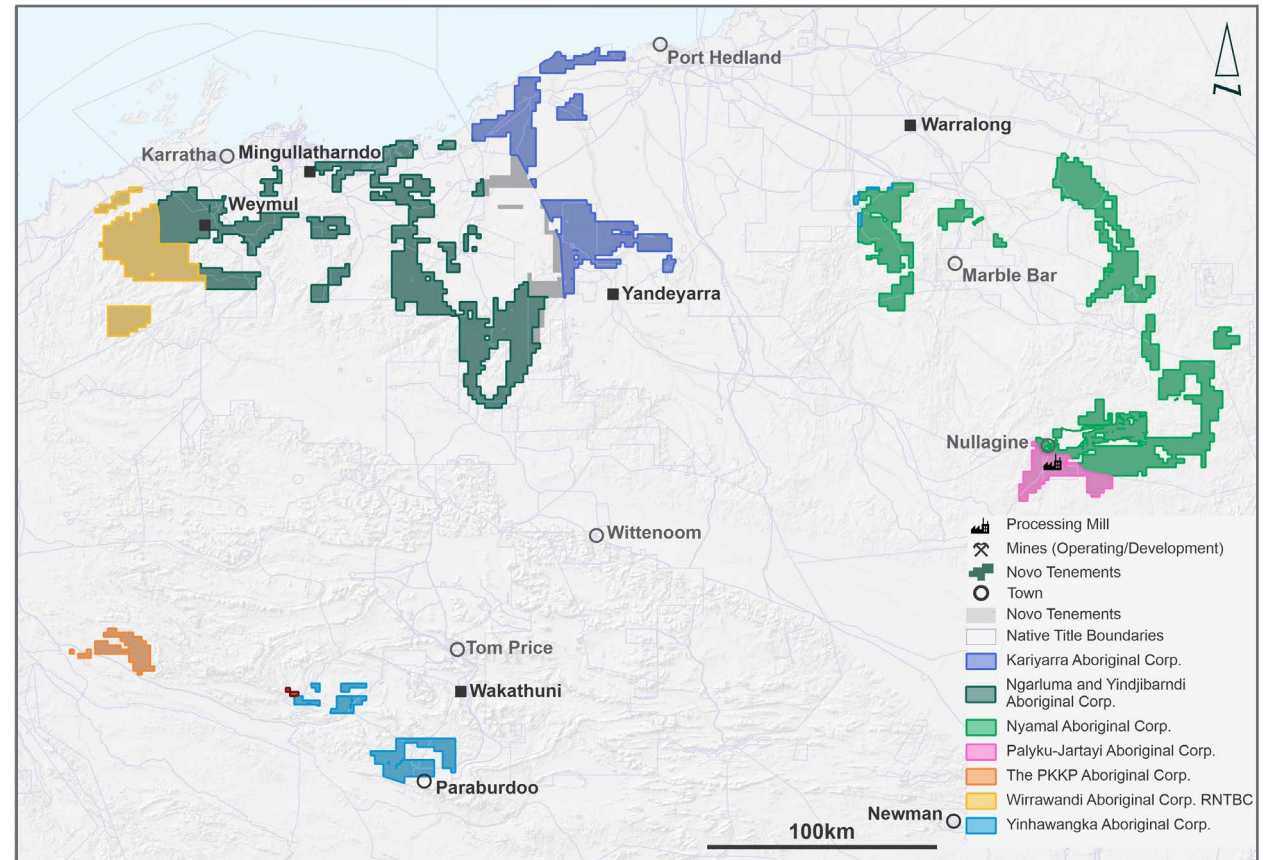 Port Hedland
Warralong
Karratha
Mingullatharndo
Weymul
Marble Bar
Yandeyarra
Nullagine
Wittenoom
Tom Price
Wakathuni
Paraburdoo
Newman
100km
N
Processing Mill
Mines (Operating/Development)
Novo Tenements
Town
Novo Tenements
Native Title Boundaries
Kariyarra Aboriginal Corp.
Ngarluma and Yindjibarndi
Aboriginal Corp.
Nyamal Aboriginal Corp.
Palyku-Jartayi Aboriginal Corp.
The PKKP Aboriginal Corp.
Wirrawandi Aboriginal Corp. RNTBC
Yinhawangka Aboriginal Corp.